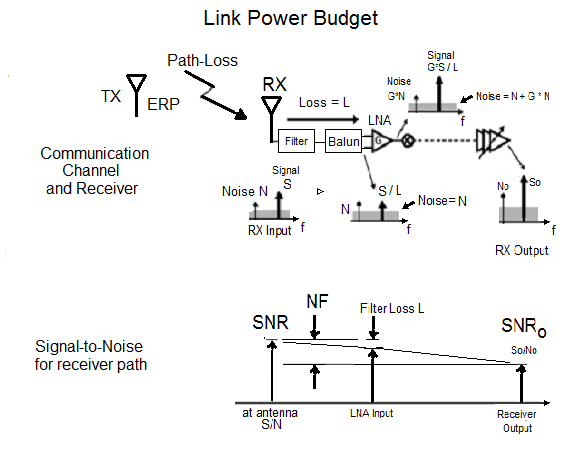 Link Power Budget
Path-Loss
TX
ERP
RX
Loss = L
LNA
Filter
Balun
G
Signal
G*S / L
Noise
G*N
Noise = N + G * N
f
Communication
Channel
and Receiver
Signal
S
Noise N
RX Input
f
S / L
N
Noise= N
f
No
So
f
RX Output
Signal-to-Noise
for receiver path
SNR
NF
Filter Loss L
SNRo
So/No
at antenna
S/N
LNA Input
Receiver
Output